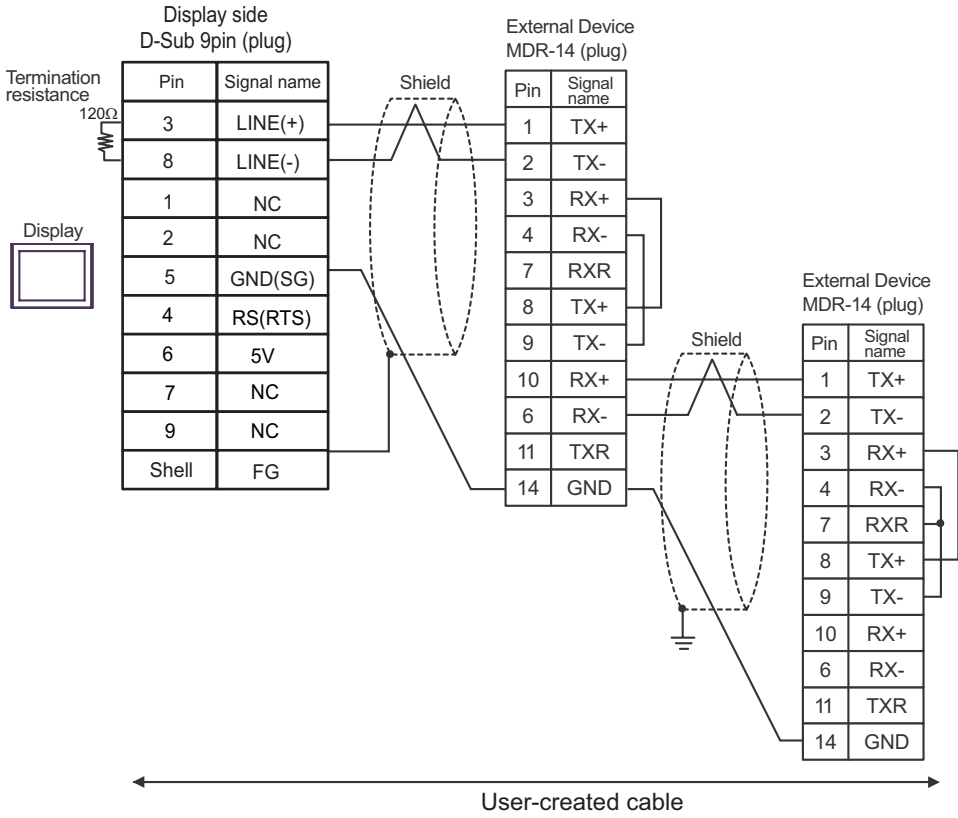 Display side
D-Sub 9pin (plug)
Termination
resistance
120Ω
Pin Signal name
3 LINE(+)
8 LINE(-)
1 NC
2 NC
5 GND(SG)
4 RS(RTS)
6 5V
7 NC
9 NC
Shell FG
Display
Shield
External Device
MDR-14 (plug)
Pin Signal
name
1 TX+
2 TX-
3 RX+
4 RX-
7 RXR
8 TX+
9 TX-
10 RX+
6 RX-
11 TXR
14 GND
Shield
External Device
MDR-14 (plug)
Pin Signal
name
1 TX+
2 TX-
3 RX+
4 RX-
7 RXR
8 TX+
9 TX-
10 RX+
6 RX-
11 TXR
14 GND
User-created cable